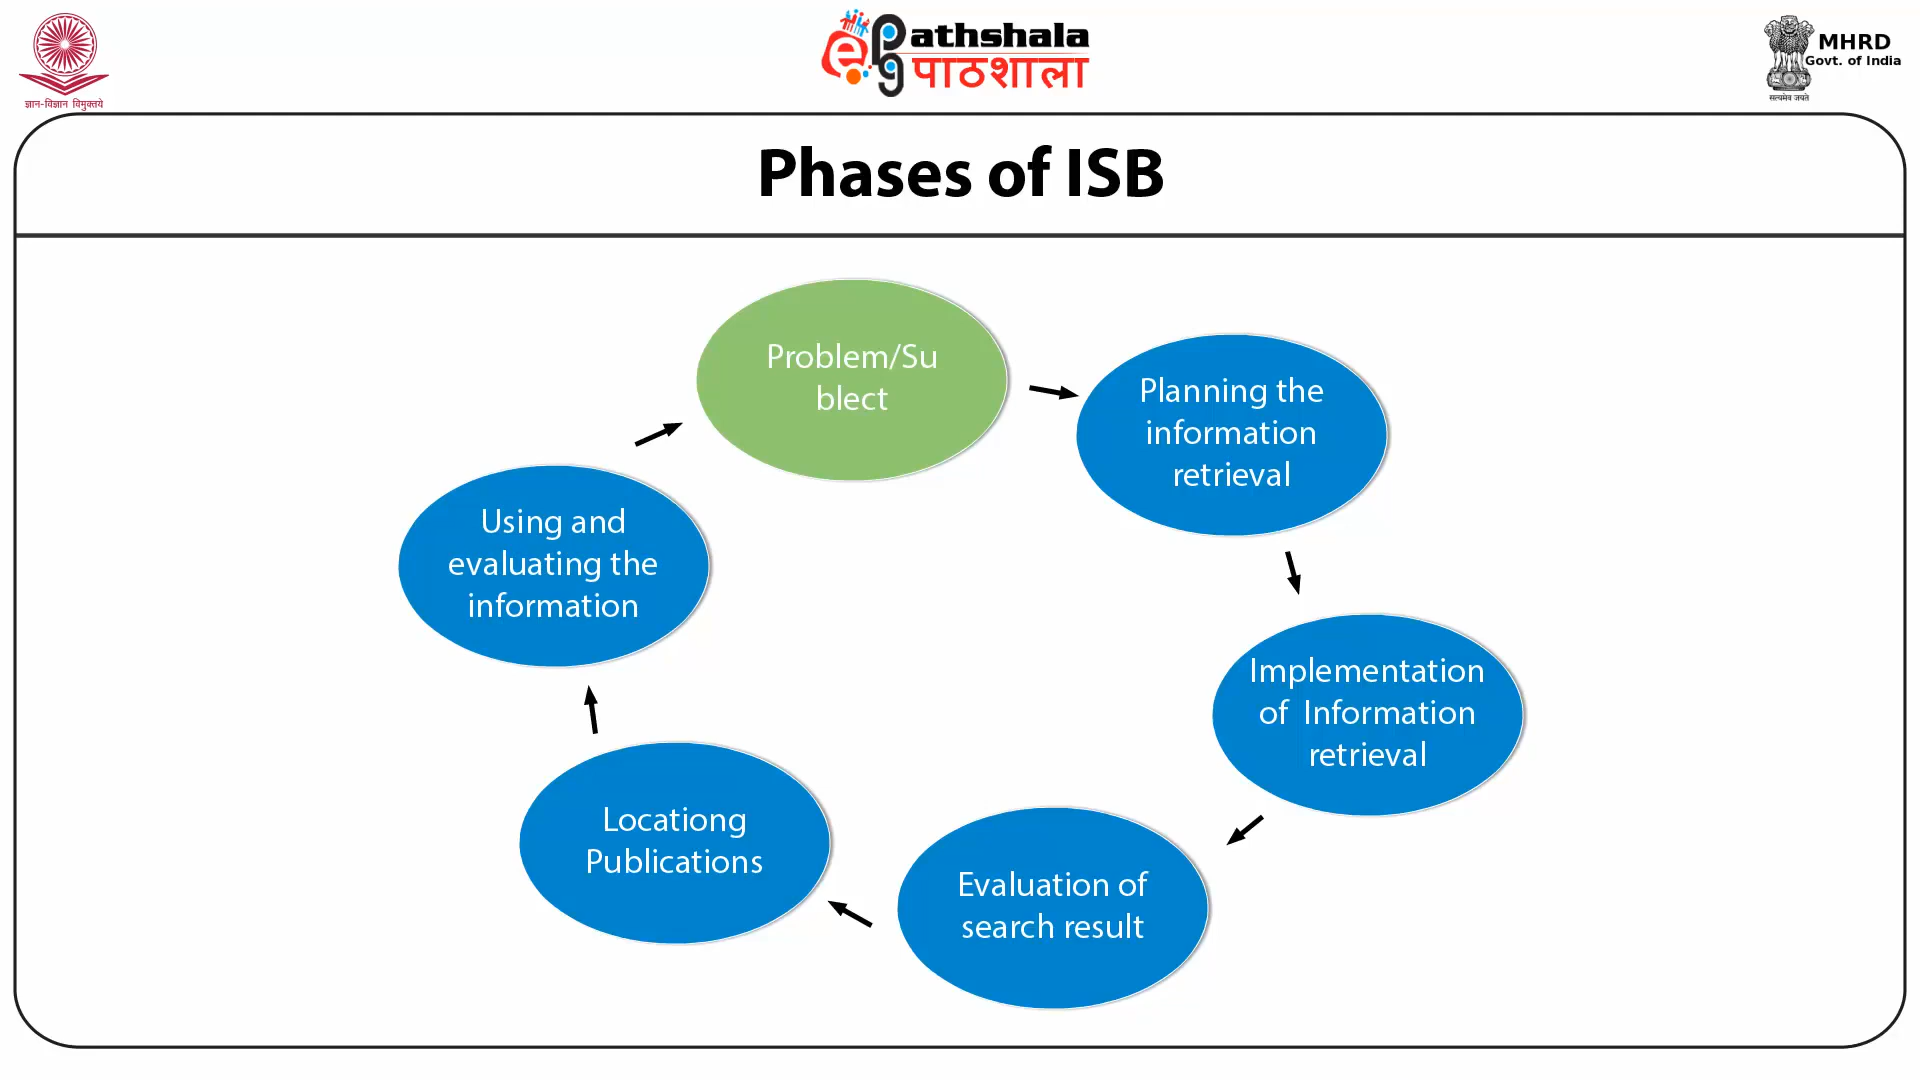 ज्ञान-विज्ञान विमुक्तये
ePathshala
पाठशाला
MHRD
Govt. of India
सत्यमेव जयते
Phases of ISB
Problem/Su
blect
Planning the
information
retrieval
Implementation
of Information
retrieval
Evaluation of
search result
Locationg
Publications
Using and
evaluating the
information